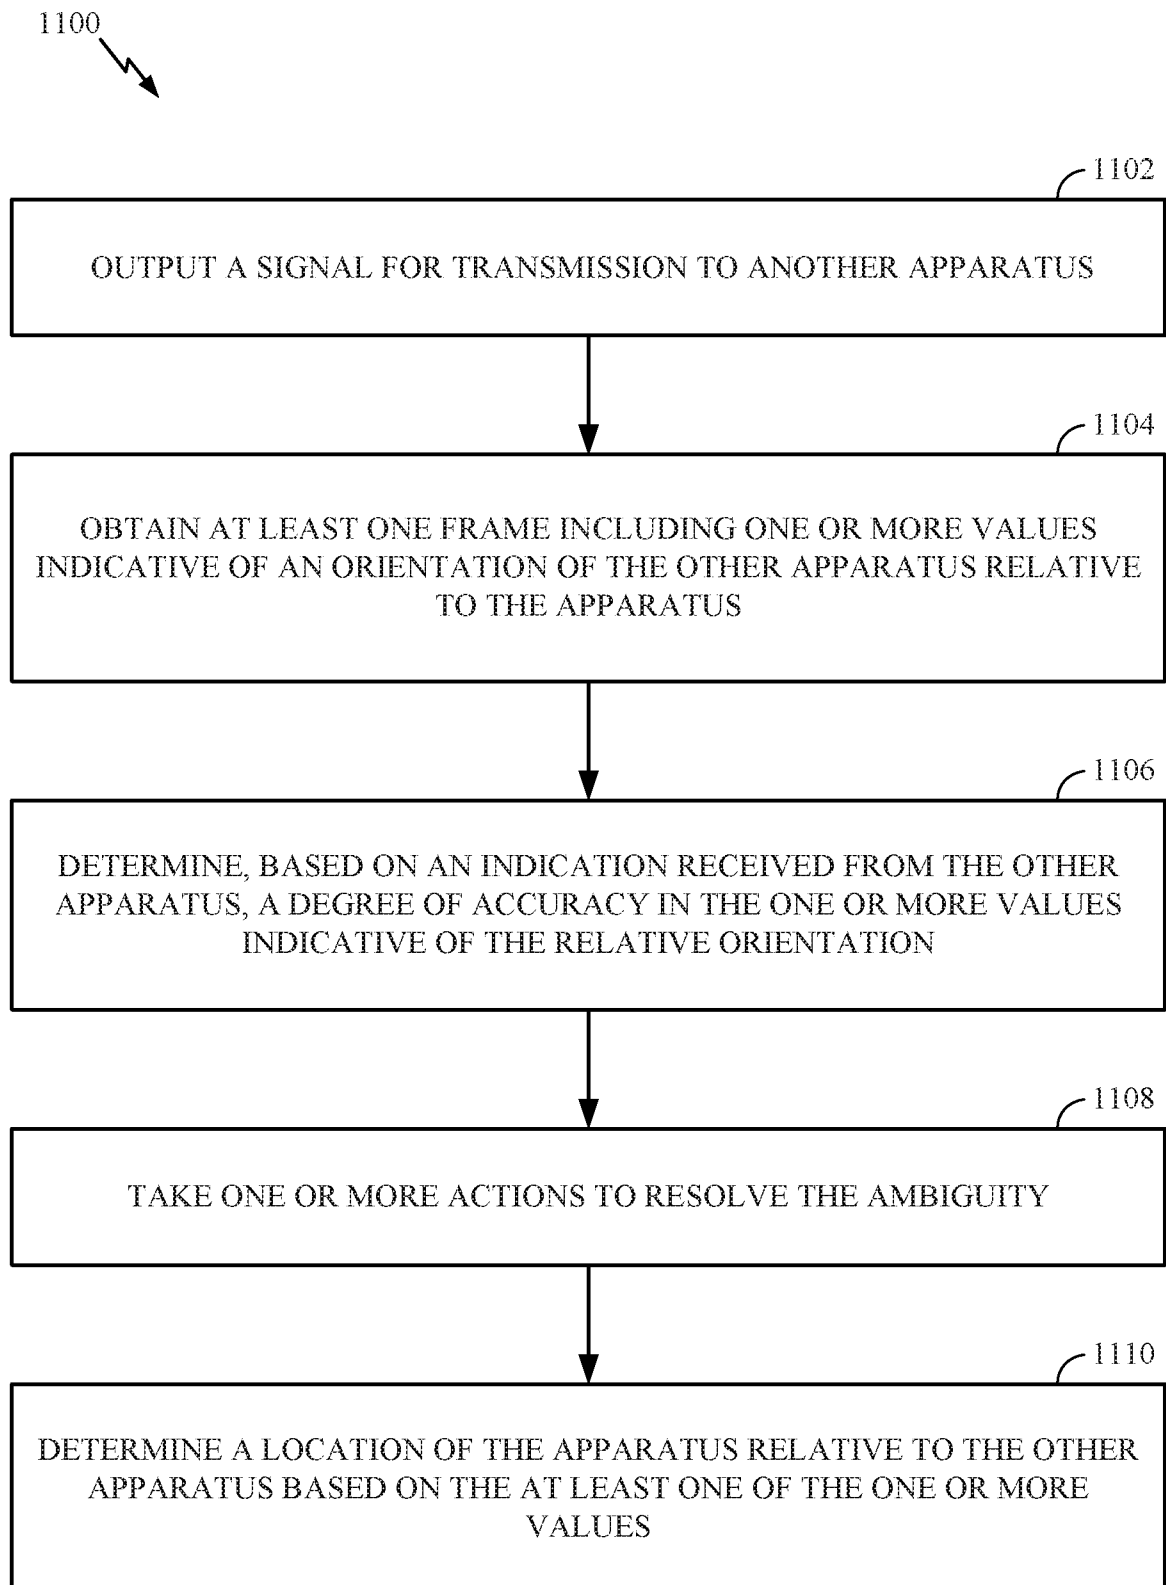 1100
1102
OUTPUT A SIGNAL FOR TRANSMISSION TO ANOTHER APPARATUS
1104
OBTAIN AT LEAST ONE FRAME INCLUDING ONE OR MORE VALUES
INDICATIVE OF AN ORIENTATION OF THE OTHER APPARATUS RELATIVE
TO THE APPARATUS
1106
DETERMINE, BASED ON AN INDICATION RECEIVED FROM THE OTHER
APPARATUS, A DEGREE OF ACCURACY IN THE ONE OR MORE VALUES
INDICATIVE OF THE RELATIVE ORIENTATION
1108
TAKE ONE OR MORE ACTIONS TO RESOLVE THE AMBIGUITY
1110
DETERMINE A LOCATION OF THE APPARATUS RELATIVE TO THE OTHER
APPARATUS BASED ON THE AT LEAST ONE OF THE ONE OR MORE
VALUES